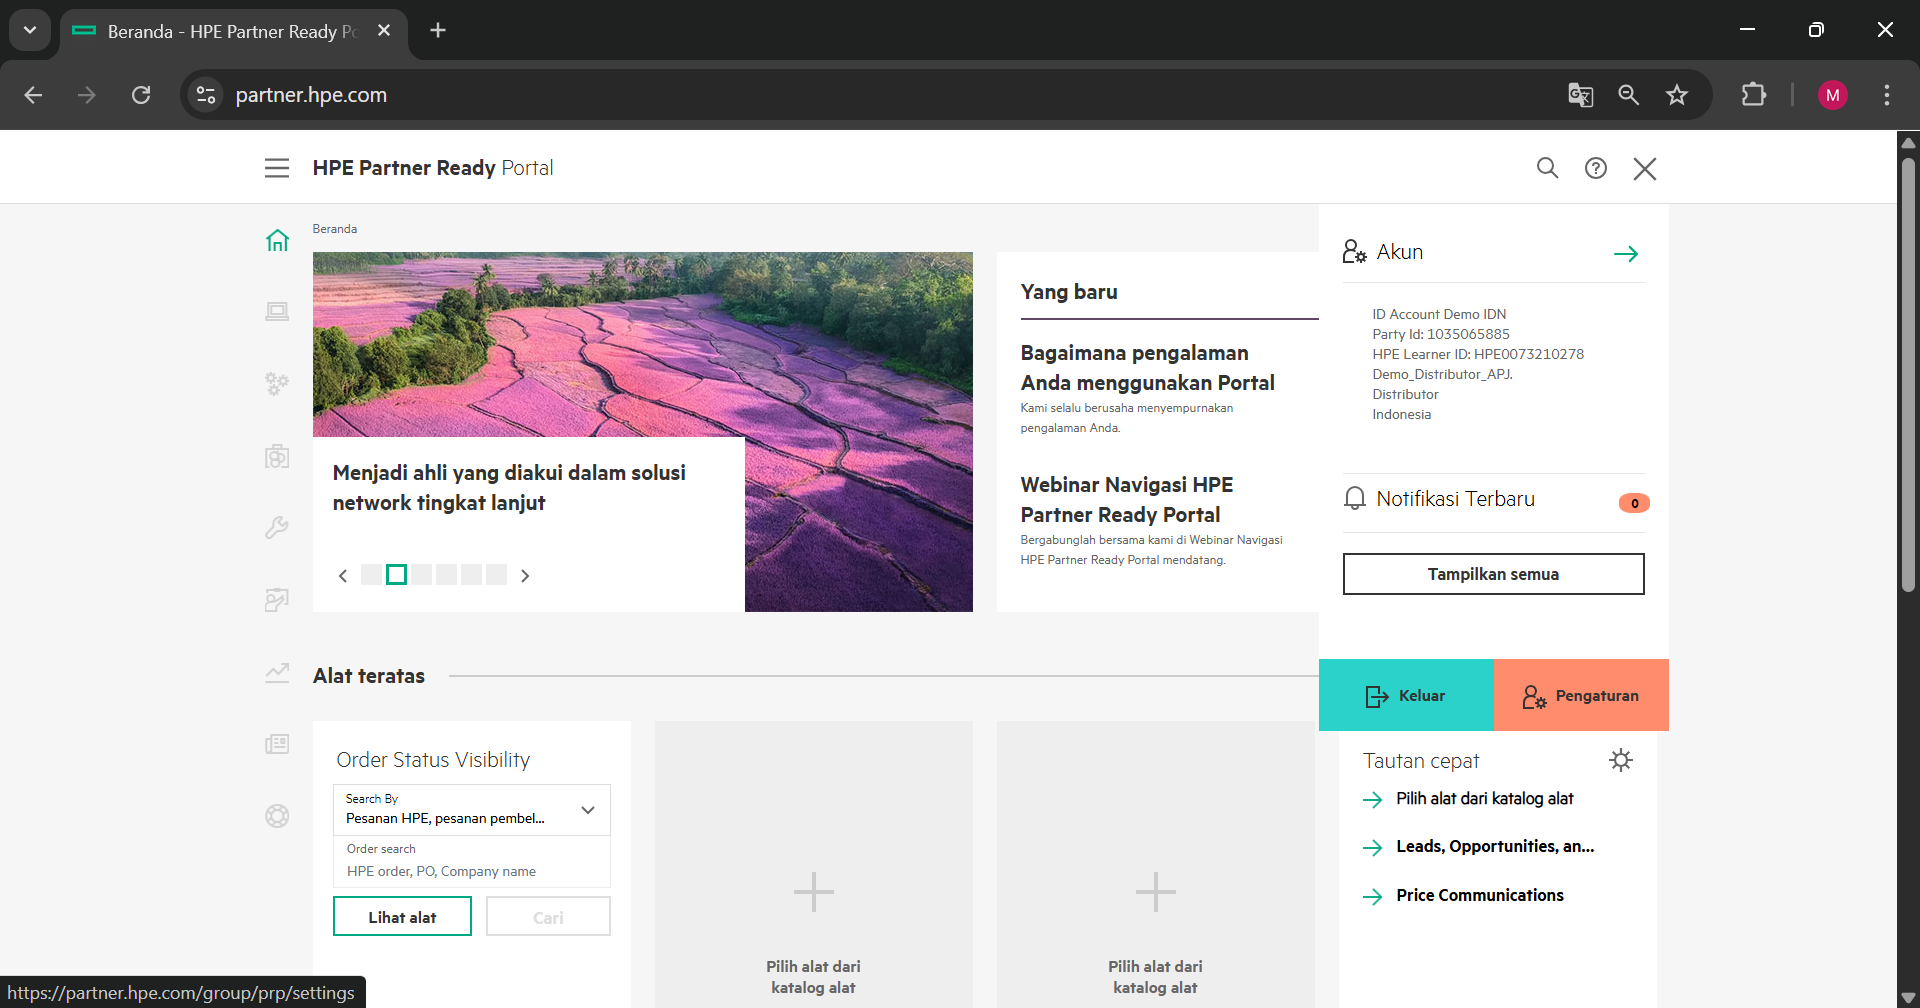 Beranda - HPE Partner Ready Po
partner.hpe.com
M
HPE Partner Ready Portal
Beranda
Menjadi ahli yang diakui dalam solusi
network tingkat lanjut
Yang baru
Bagaimana pengalaman
Anda menggunakan Portal
Kami selalu berusaha menyempurnakan
pengalaman Anda.
Webinar Navigasi HPE
Partner Ready Portal
Bergabunglah bersama kami di Webinar Navigasi
HPE Partner Ready Portal mendatang.
Akun
ID Account Demo IDN
Party Id: 1035065885
HPE Learner ID: HPE0073210278
Demo_Distributor_APJ.
Distributor
Indonesia
Notifikasi Terbaru
0
Tampilkan semua
Keluar
Pengaturan
Alat teratas
Order Status Visibility
Search By
Pesanan HPE, pesanan pembel...
Order search
HPE order, PO, Company name
Lihat alat
Cari
Pilih alat dari
katalog alat
Pilih alat dari
katalog alat
Tautan cepat
Pilih alat dari katalog alat
Leads, Opportunities, an...
Price Communications
https://partner.hpe.com/group/prp/settings